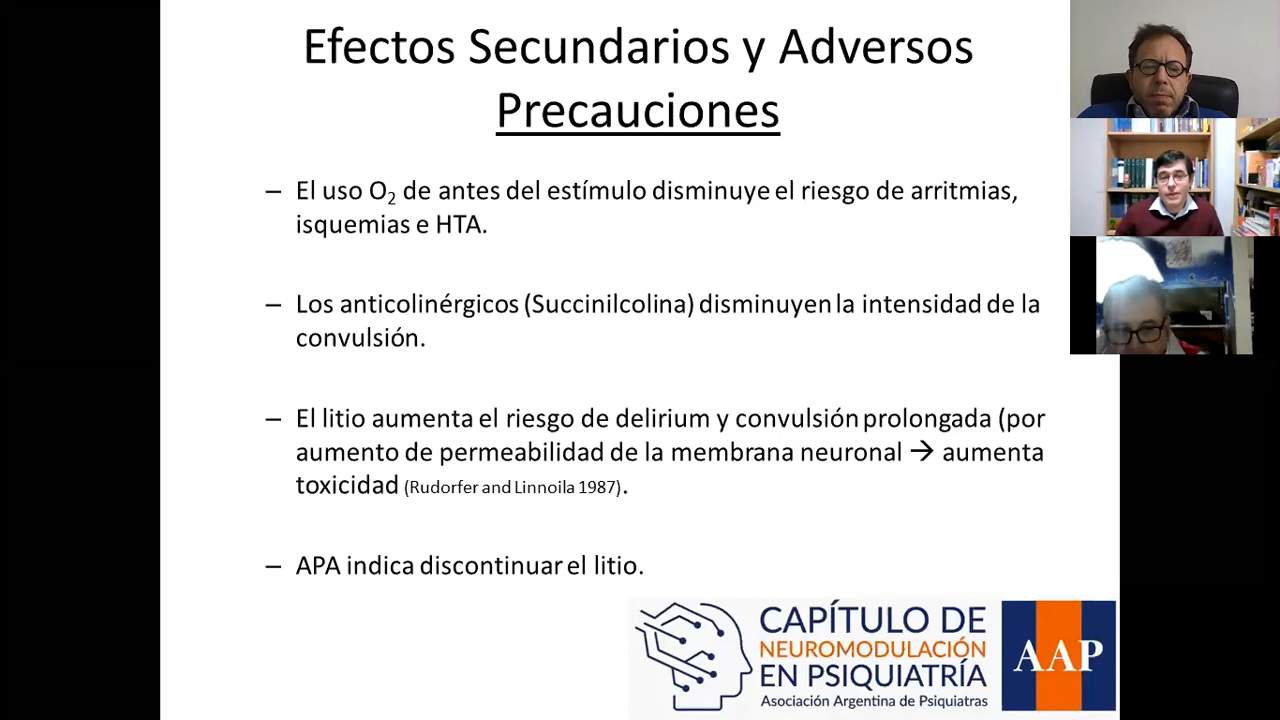 Efectos Secundarios y Adversos
Precauciones
– El uso O₂ de antes del estímulo disminuye el riesgo de arritmias,
isquemias e HTA.
– Los anticolinérgicos (Succinilcolina) disminuyen la intensidad de la
convulsión.
– El litio aumenta el riesgo de delirium y convulsión prolongada (por
aumento de permeabilidad de la membrana neuronal → aumenta
toxicidad (Rudorfer and Linnoila 1987).
– APA indica discontinuar el litio.
CAPÍTULO DE
NEUROMODULACIÓN
EN PSIQUIATRÍA
Asociación Argentina de Psiquiatras
AAP